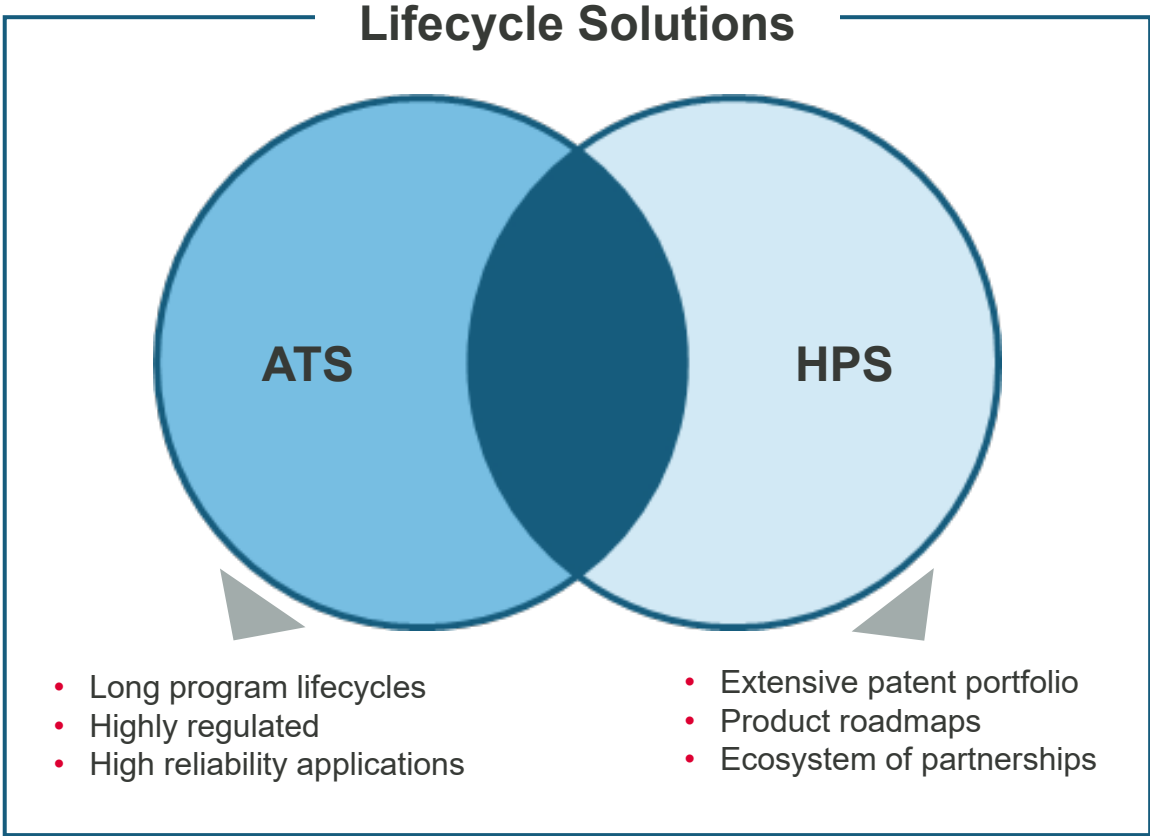 Lifecycle Solutions
ATS
HPS
• Long program lifecycles
• Highly regulated
• High reliability applications
• Extensive patent portfolio
• Product roadmaps
• Ecosystem of partnerships